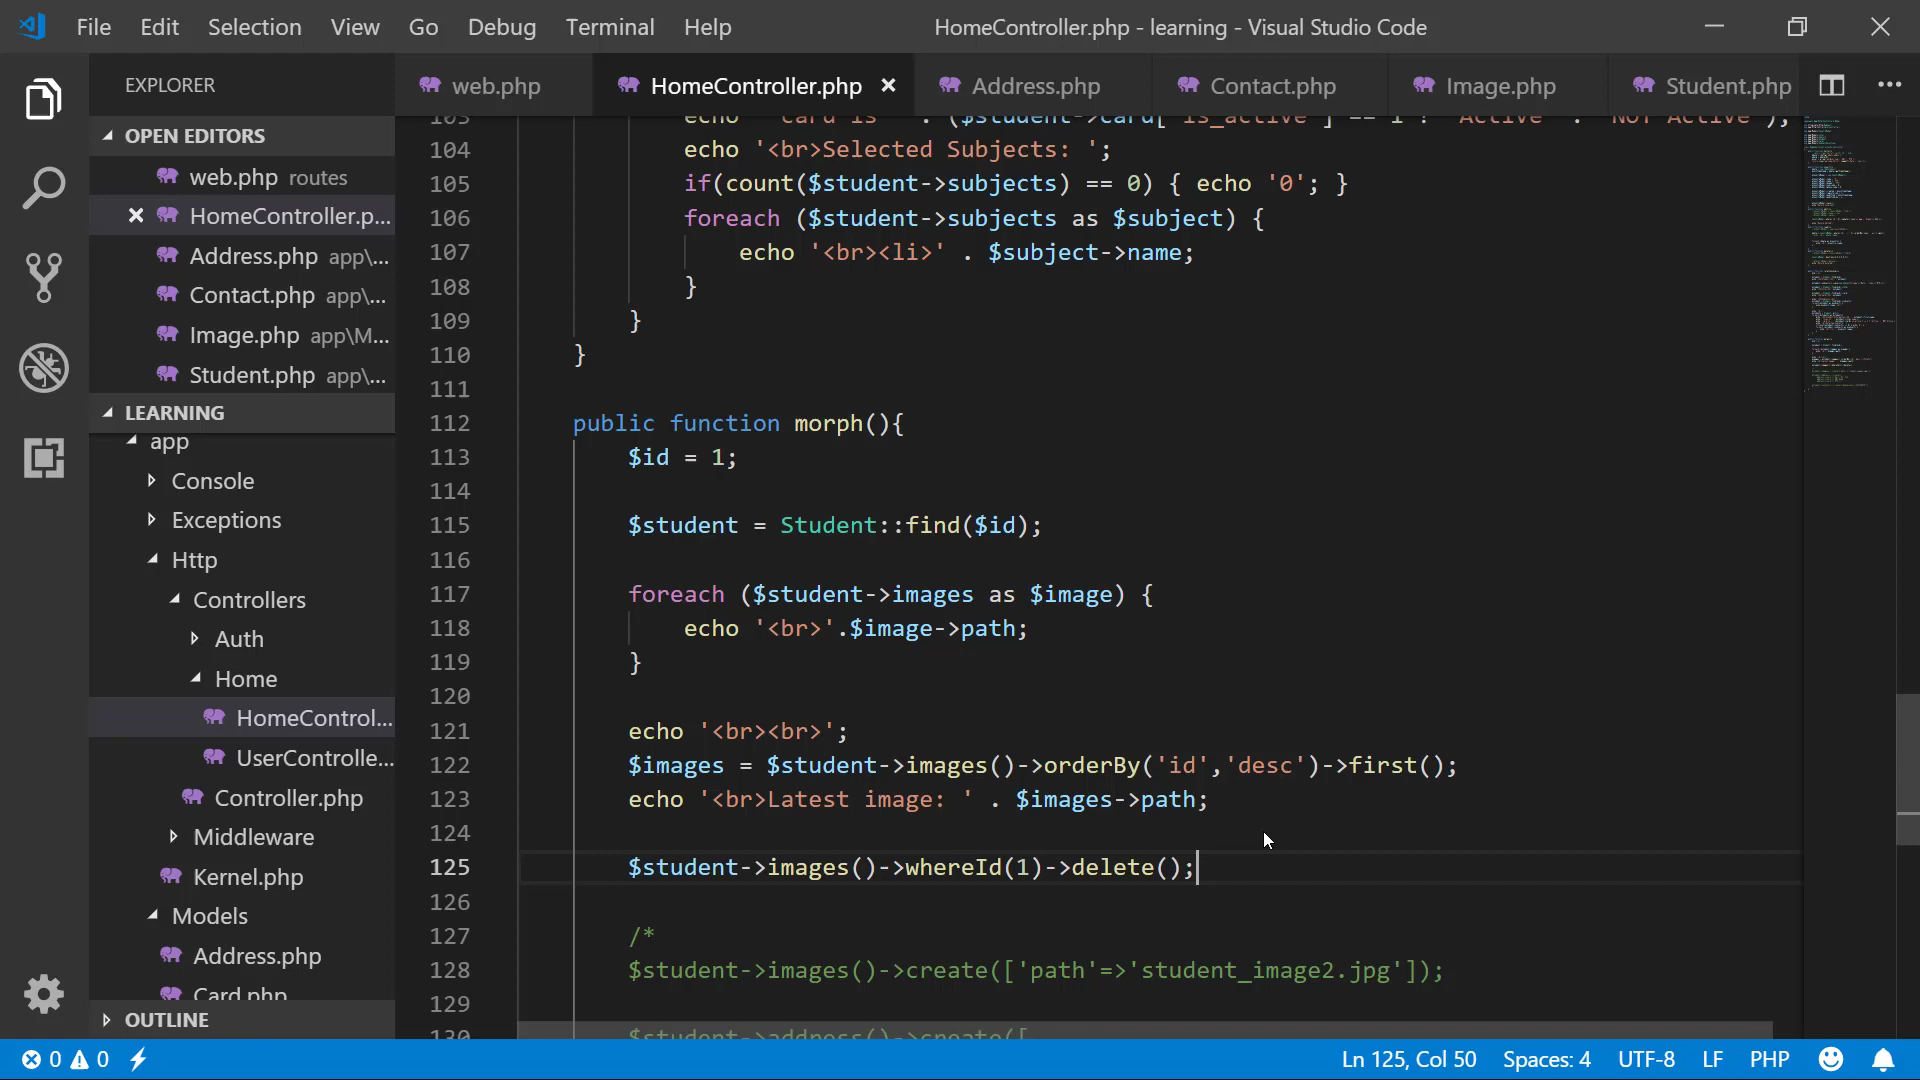 File Edit Selection View Go Debug Terminal Help
HomeController.php - learning - Visual Studio Code
EXPLORER
web.php
HomeController.php
Address.php
Contact.php
Image.php
Student.php
OPEN EDITORS
web.php routes
HomeController.p...
Address.php app\...
Contact.php app\...
Image.php app\M...
Student.php app\...
LEARNING
app
Console
Exceptions
Http
Controllers
Auth
Home
HomeControl...
UserControlle...
Controller.php
Middleware
Kernel.php
Models
Address.php
Card.php
OUTLINE
104 echo '<br>Selected Subjects: ';
105 if(count($student->subjects) == 0) { echo '0'; }
106 foreach ($student->subjects as $subject) {
107 echo '<br><li>' . $subject->name;
108 }
109 }
110 }
111
112 public function morph(){
113 $id = 1;
114
115 $student = Student::find($id);
116
117 foreach ($student->images as $image) {
118 echo '<br>'.$image->path;
119 }
120
121 echo '<br><br>';
122 $images = $student->images()->orderBy('id','desc')->first();
123 echo '<br>Latest image: ' . $images->path;
124
125 $student->images()->whereId(1)->delete();
126
127 /*
128 $student->images()->create(['path'=>'student_image2.jpg']);
129
130 $student->address()->create([
0 0
Ln 125, Col 50 Spaces: 4 UTF-8 LF PHP